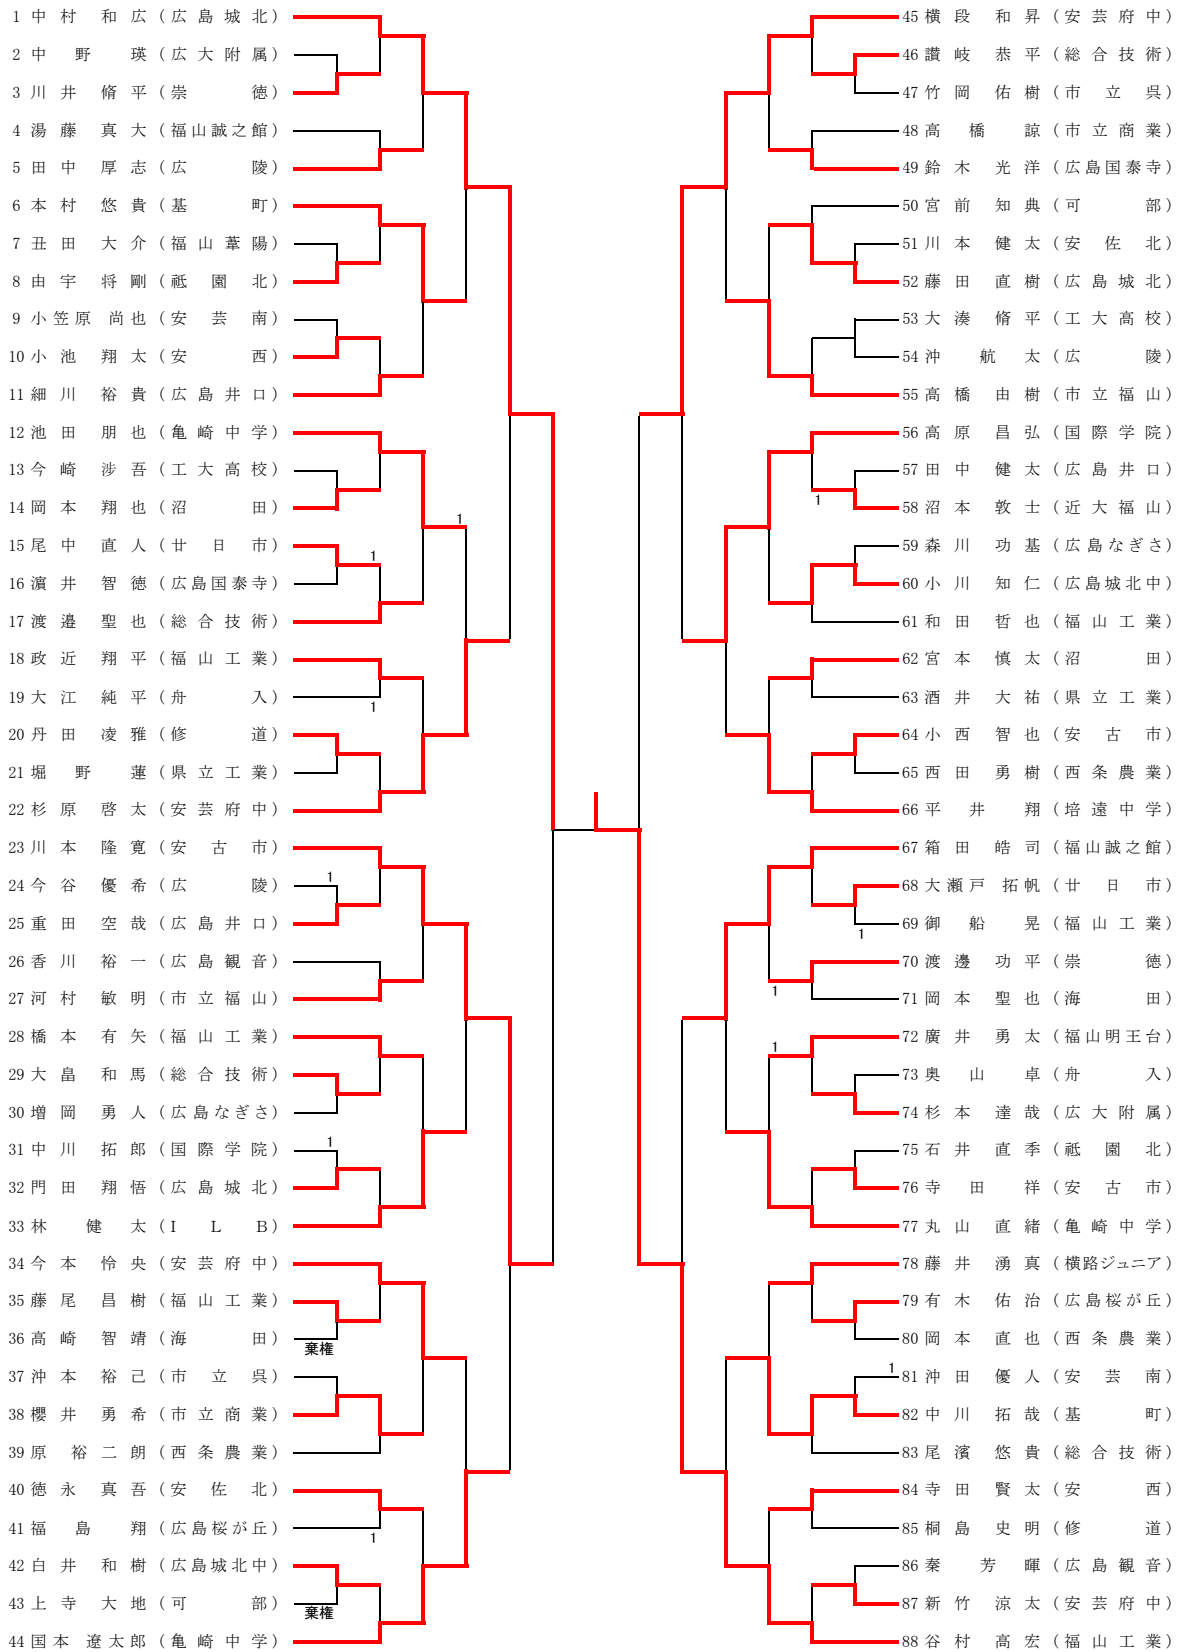 1 中村 和広 (広島城北)
2 中野 瑛 (広大附属)
3 川井 脩平 (崇徳)
4 湯藤 真大 (福山誠之館)
5 田中 厚志 (広陵)
6 本村 悠貴 (基町)
7 丑田 大介 (福山葦陽)
8 由宇 将剛 (祗園北)
9 小笠原 尚也 (安芸南)
10 小池 翔太 (安西)
11 細川 裕貴 (広島井口)
12 池田 朋也 (亀崎中学)
13 今崎 渉吾 (工大高校)
14 岡本 翔也 (沼田)
1
15 尾中 直人 (廿日市)
1
16 濵井 智徳 (広島国泰寺)
17 渡邉 聖也 (総合技術)
18 政近 翔平 (福山工業)
19 大江 純平 (舟入)
1
20 丹田 凌雅 (修道)
21 堀野 蓮 (県立工業)
22 杉原 啓太 (安芸府中)
23 川本 隆寛 (安古市)
24 今谷 優希 (広陵)
1
25 重田 空哉 (広島井口)
26 香川 裕一 (広島観音)
27 河村 敏明 (市立福山)
28 橋本 有矢 (福山工業)
29 大畠 和馬 (総合技術)
30 増岡 勇人 (広島なぎさ)
31 中川 拓郎 (国際学院)
1
32 門田 翔悟 (広島城北)
33 林 健太 (ILB)
34 今本 怜央 (安芸府中)
35 藤尾 昌樹 (福山工業)
36 高崎 智靖 (海田)
棄権
37 沖本 裕己 (市立呉)
38 櫻井 勇希 (市立商業)
39 原 裕二朗 (西条農業)
40 徳永 真吾 (安佐北)
41 福島 翔 (広島桜が丘)
1
42 白井 和樹 (広島城北中)
43 上寺 大地 (可部)
棄権
44 国本 遼太郎 (亀崎中学)
45 横段 和昇 (安芸府中)
46 讃岐 恭平 (総合技術)
47 竹岡 佑樹 (市立呉)
48 高橋 諒 (市立商業)
49 鈴木 光洋 (広島国泰寺)
50 宮前 知典 (可部)
51 川本 健太 (安佐北)
52 藤田 直樹 (広島城北)
53 大湊 脩平 (工大高校)
54 沖 航太 (広陵)
55 高橋 由樹 (市立福山)
56 高原 昌弘 (国際学院)
57 田中 健太 (広島井口)
1
58 沼本 敦士 (近大福山)
59 森川 功基 (広島なぎさ)
60 小川 知仁 (広島城北中)
61 和田 哲也 (福山工業)
62 宮本 慎太 (沼田)
63 酒井 大祐 (県立工業)
64 小西 智也 (安古市)
65 西田 勇樹 (西条農業)
66 平井 翔 (培遠中学)
67 箱田 皓司 (福山誠之館)
68 大瀬戸 拓帆 (廿日市)
69 御船 晃 (福山工業)
1
70 渡邊 功平 (崇徳)
1
71 岡本 聖也 (海田)
72 廣井 勇太 (福山明王台)
1
73 奥山 卓 (舟入)
74 杉本 達哉 (広大附属)
75 石井 直季 (祗園北)
76 寺田 祥 (安古市)
77 丸山 直緒 (亀崎中学)
78 藤井 湧真 (横路ジュニア)
79 有木 佑治 (広島桜が丘)
80 岡本 直也 (西条農業)
1
81 沖田 優人 (安芸南)
82 中川 拓哉 (基町)
83 尾濱 悠貴 (総合技術)
84 寺田 賢太 (安西)
85 桐島 史明 (修道)
86 秦 芳暉 (広島観音)
87 新竹 涼太 (安芸府中)
88 谷村 高宏 (福山工業)